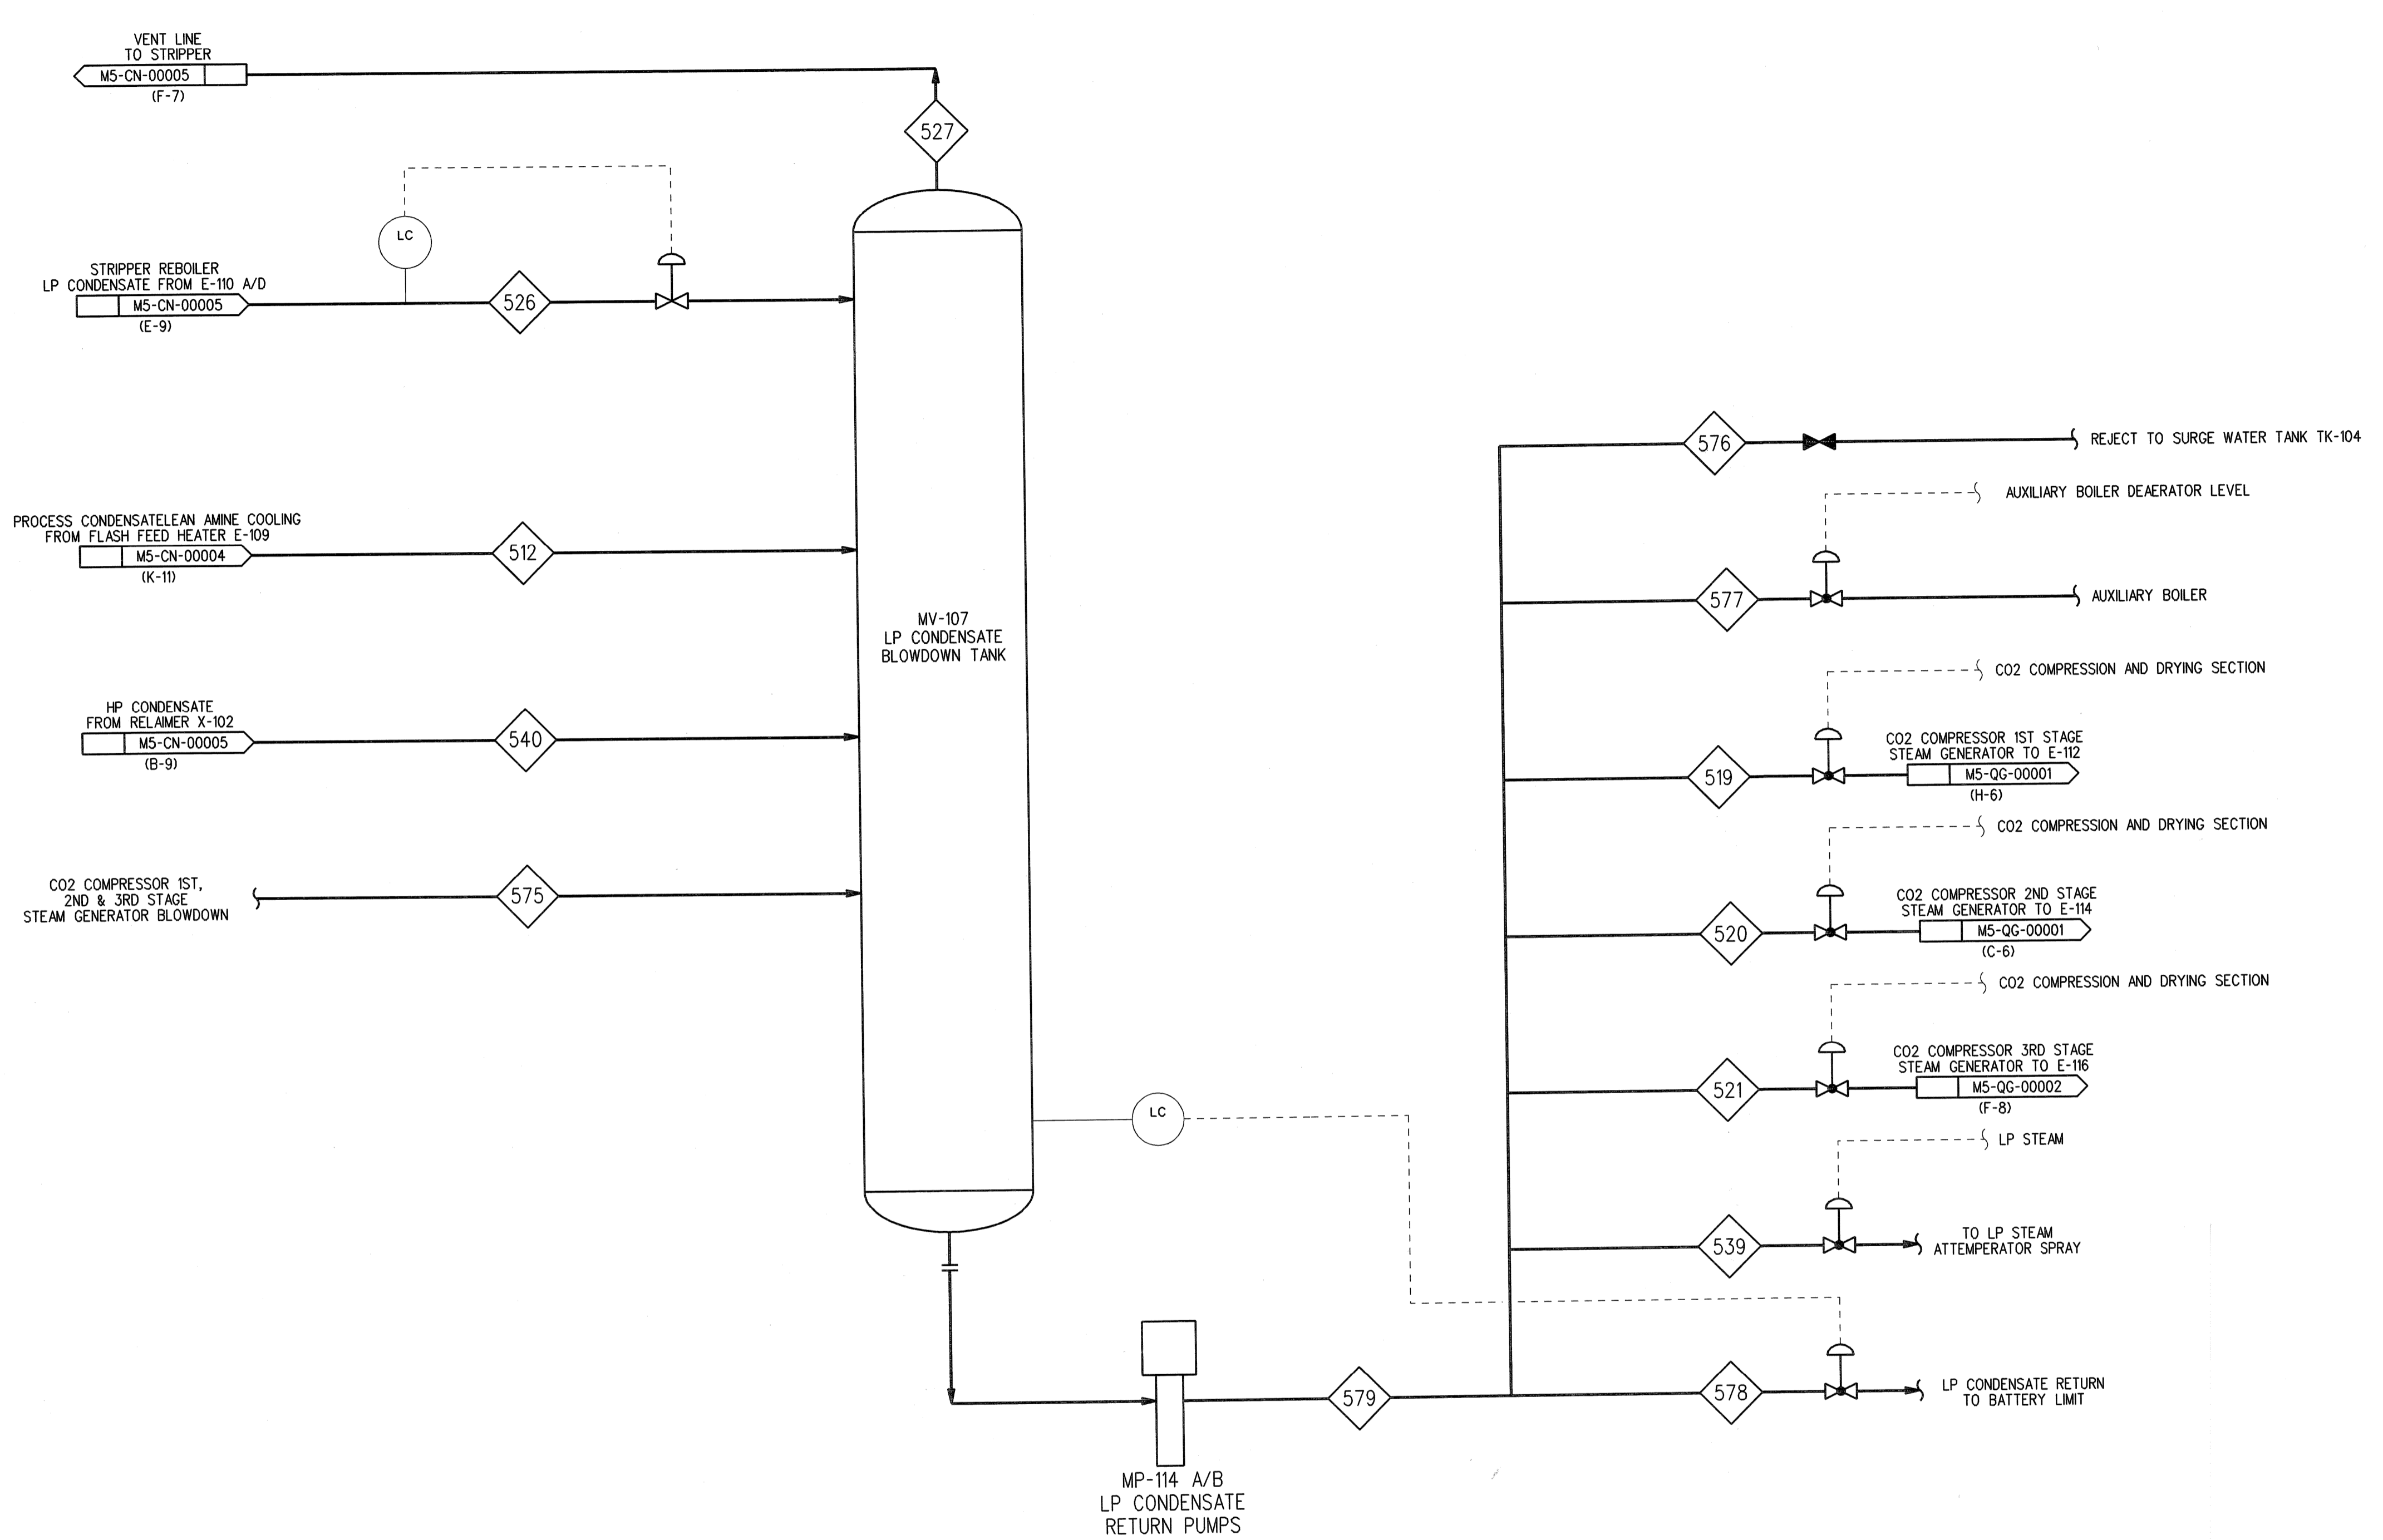 VENT LINE
TO STRIPPER
M5-CN-00005
(F-7)
527
LC
STRIPPER REBOILER
LP CONDENSATE FROM E-110 A/D
M5-CN-00005
(E-9)
526
PROCESS CONDENSATELEAN AMINE COOLING
FROM FLASH FEED HEATER E-109
M5-CN-00004
(K-11)
512
MV-107
LP CONDENSATE
BLOWDOWN TANK
HP CONDENSATE
FROM RELAIMER X-102
M5-CN-00005
(B-9)
540
CO2 COMPRESSOR 1ST,
2ND & 3RD STAGE
STEAM GENERATOR BLOWDOWN
575
LC
MP-114 A/B
LP CONDENSATE
RETURN PUMPS
579
576
REJECT TO SURGE WATER TANK TK-104
AUXILIARY BOILER DEAERATOR LEVEL
577
AUXILIARY BOILER
CO2 COMPRESSION AND DRYING SECTION
519
CO2 COMPRESSOR 1ST STAGE
STEAM GENERATOR TO E-112
M5-QG-00001
(H-6)
CO2 COMPRESSION AND DRYING SECTION
520
CO2 COMPRESSOR 2ND STAGE
STEAM GENERATOR TO E-114
M5-QG-00001
(C-6)
CO2 COMPRESSION AND DRYING SECTION
521
CO2 COMPRESSOR 3RD STAGE
STEAM GENERATOR TO E-116
M5-QG-00002
(F-8)
LP STEAM
539
TO LP STEAM
ATTEMPERATOR SPRAY
578
LP CONDENSATE RETURN
TO BATTERY LIMIT